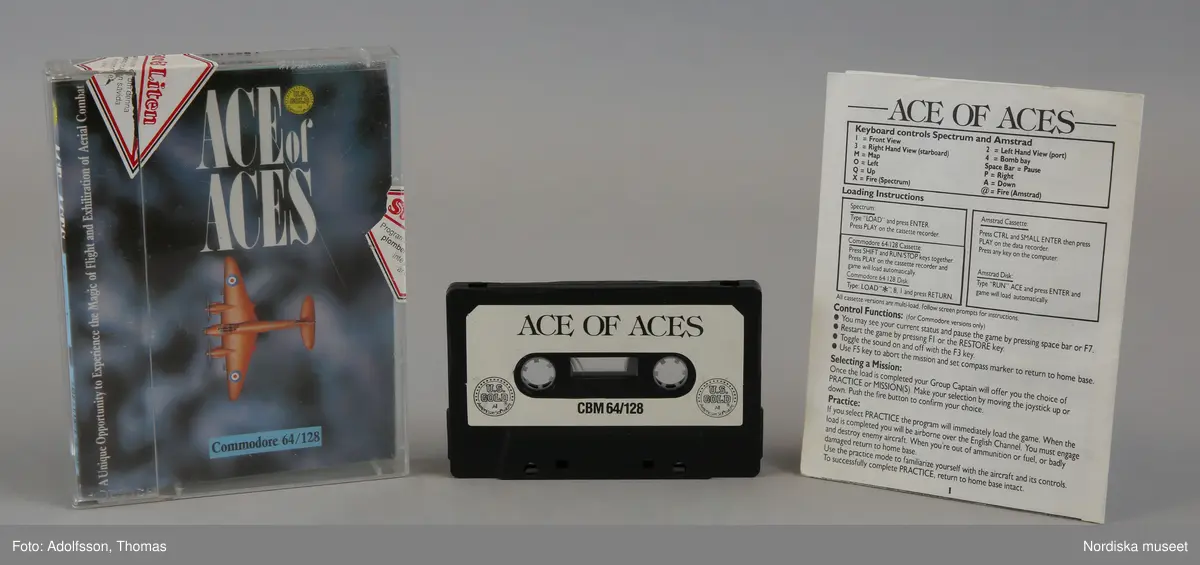 A Unique Opportunity to Experience the Magic of Flight and Exhiliration of Aerial Combat
Liten
U.S.
GOLD
ACE of
ACES
Program
Commodore 64/128
ACE OF ACES
U.S.
GOLD
U.S.
GOLD
CBM 64/128
ACE OF ACES
Keyboard controls Spectrum and Amstrad
1 = Front View
2 = Left Hand View (port)
3 = Right Hand View (starboard)
4 = Bomb bay
M = Map
Space Bar = Pause
O = Left
P = Right
Q = Up
A = Down
X = Fire (Spectrum)
@ = Fire (Amstrad)
Loading Instructions
Spectrum:
Type "LOAD" and press ENTER.
Press PLAY on the cassette recorder.
Commodore 64-128 Cassette
Press SHIFT and RUN/STOP keys together
Press PLAY on the cassette recorder and
game will load automatically.
Commodore 64-128 Disk:
Type: LOAD "*", 8, 1 and press RETURN.
Amstrad Cassette:
Press CTRL and SMALL ENTER then press
PLAY on the data recorder.
Press any key on the computer.
Amstrad Disk:
Type "RUN" ACE and press ENTER and
game will load automatically.
All cassette versions are multi-load. Follow screen prompts for instructions.
Control Functions: (for Commodore versions only)
● You may see your current status and pause the game by pressing space bar or F7.
● Restart the game by pressing F1 or the RESTORE key.
● Toggle the sound on and off with the F3 key.
● Use F5 key to abort the mission and set compass marker to return to home base.
Selecting a Mission:
Once the load is completed your Group Captain will offer you the choice of
PRACTICE or MISSION(S). Make your selection by moving the joystick up or
down. Push the fire button to confirm your choice.
Practice:
If you select PRACTICE the program will immediately load the game. When the
load is completed you will be airborne over the English Channel. You must engage
and destroy enemy aircraft. When you're out of ammunition or fuel, or badly
damaged return to home base.
Use the practice mode to familiarize yourself with the aircraft and its controls.
To successfully complete PRACTICE, return to home base intact.
1
Foto: Adolfsson, Thomas
Nordiska museet